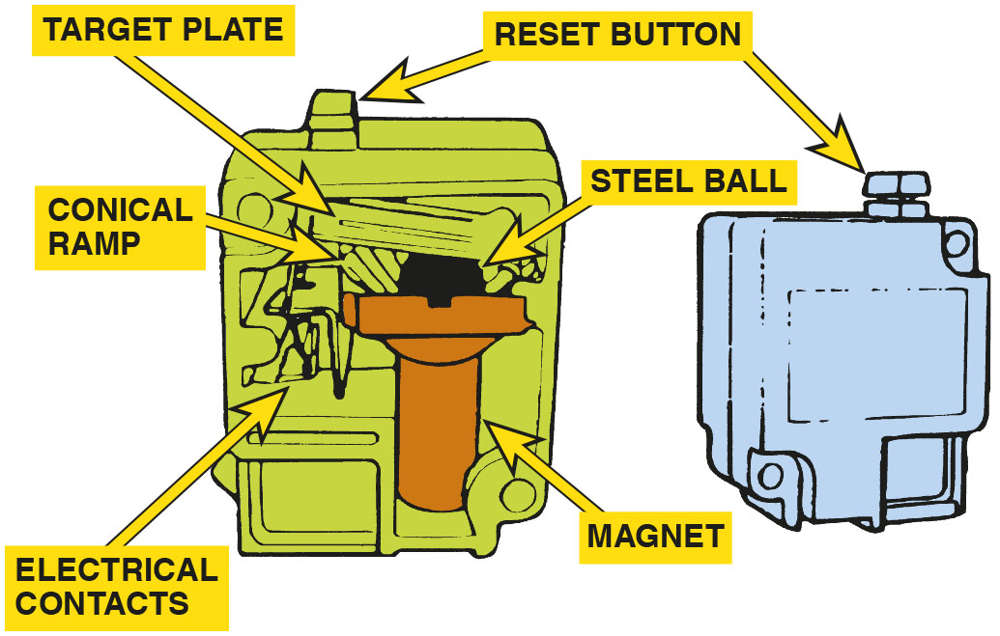 TARGET PLATE
RESET BUTTON
STEEL BALL
CONICAL
RAMP
MAGNET
ELECTRICAL
CONTACTS